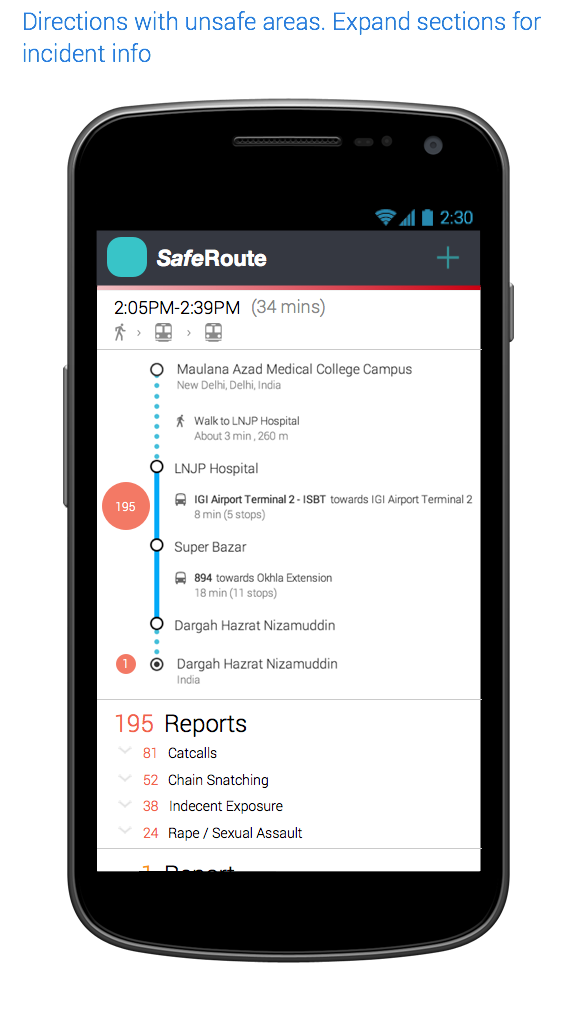 Directions with unsafe areas. Expand sections for
incident info
2:30
SafeRoute
2:05PM-2:39PM (34 mins)
Maulana Azad Medical College Campus
New Delhi, Delhi, India
Walk to LNJP Hospital
About 3 min , 260 m
LNJP Hospital
195
IGI Airport Terminal 2 - ISBT towards IGI Airport Terminal 2
8 min (5 stops)
Super Bazar
894 towards Okhla Extension
18 min (11 stops)
Dargah Hazrat Nizamuddin
1 Dargah Hazrat Nizamuddin
India
195 Reports
81 Catcalls
52 Chain Snatching
38 Indecent Exposure
24 Rape / Sexual Assault
1 Report